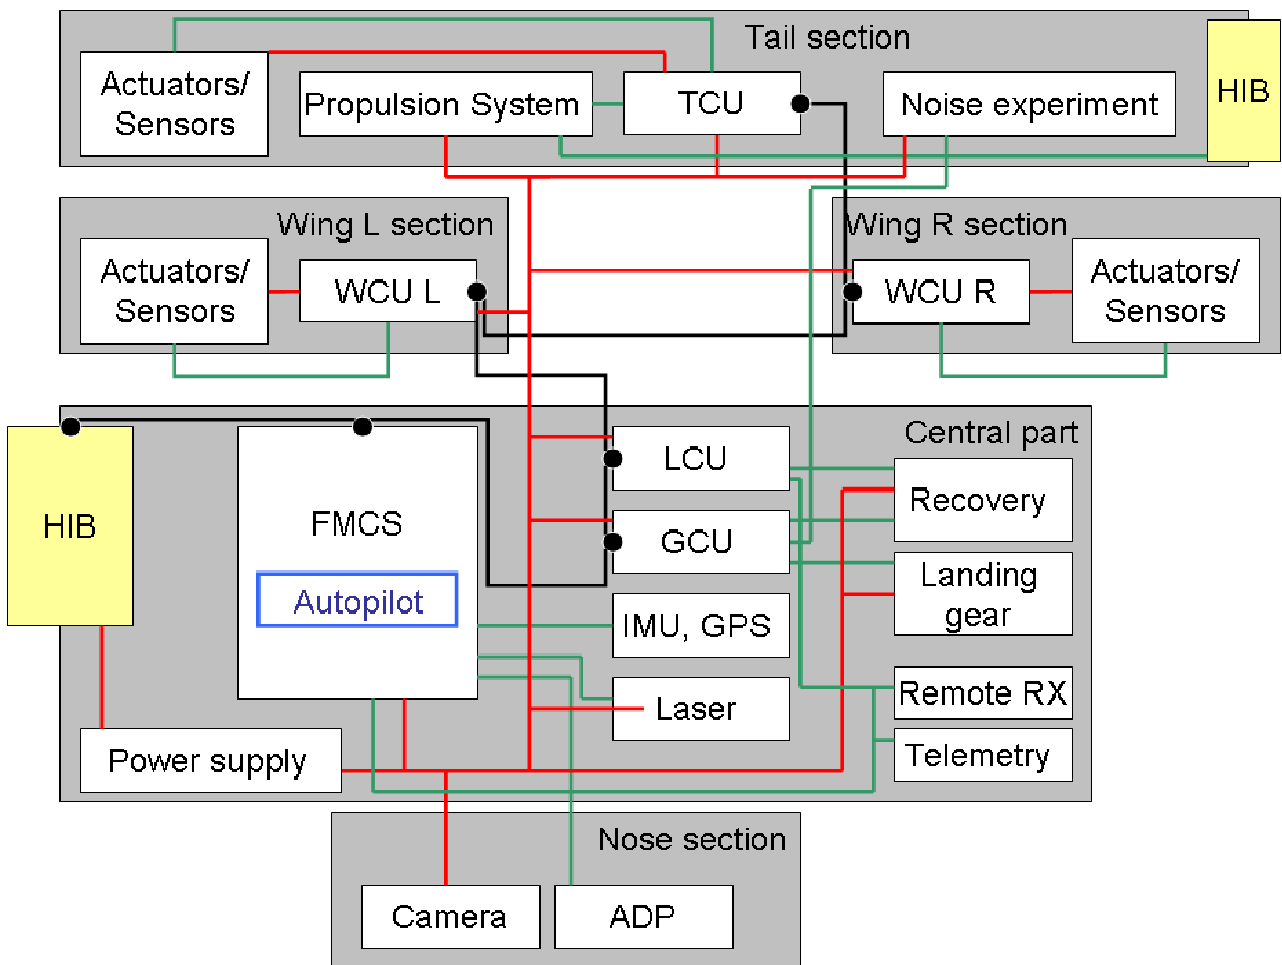 Tail section
Actuators/
Sensors
Propulsion System
TCU
Noise experiment
HIB
Wing L section
Actuators/
Sensors
WCU L
Wing R section
WCU R
Actuators/
Sensors
Central part
HIB
FMCS
Autopilot
LCU
GCU
IMU, GPS
Laser
Recovery
Landing
gear
Remote RX
Telemetry
Power supply
Nose section
Camera
ADP